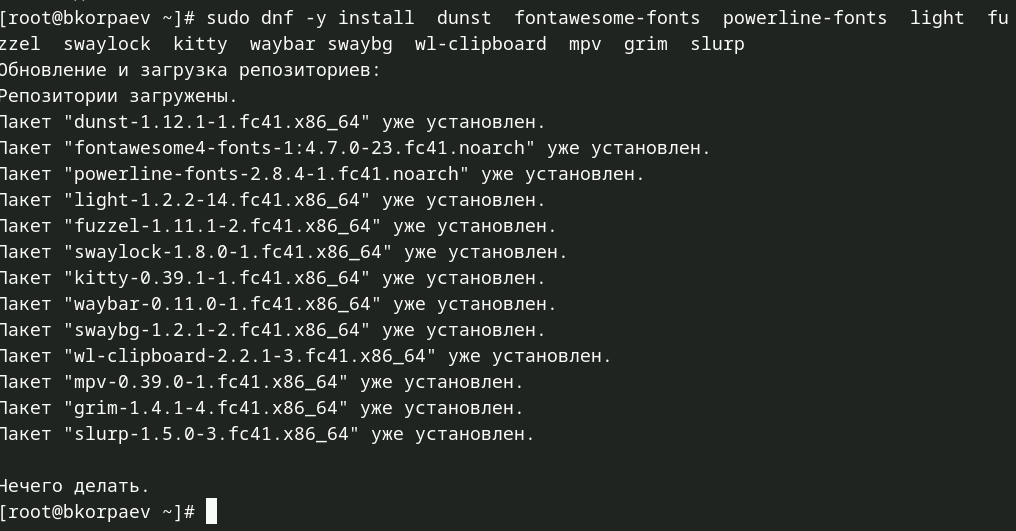 [root@bkorpaev ~]# sudo dnf -y install  dunst  fontawesome-fonts  powerline-fonts  light  fu
zzel  swaylock  kitty  waybar swaybg  wl-clipboard  mpv  grim  slurp
Обновление и загрузка репозиториев:
Репозитории загружены.
Пакет "dunst-1.12.1-1.fc41.x86_64" уже установлен.
Пакет "fontawesome4-fonts-1:4.7.0-23.fc41.noarch" уже установлен.
Пакет "powerline-fonts-2.8.4-1.fc41.noarch" уже установлен.
Пакет "light-1.2.2-14.fc41.x86_64" уже установлен.
Пакет "fuzzel-1.11.1-2.fc41.x86_64" уже установлен.
Пакет "swaylock-1.8.0-1.fc41.x86_64" уже установлен.
Пакет "kitty-0.39.1-1.fc41.x86_64" уже установлен.
Пакет "waybar-0.11.0-1.fc41.x86_64" уже установлен.
Пакет "swaybg-1.2.1-2.fc41.x86_64" уже установлен.
Пакет "wl-clipboard-2.2.1-3.fc41.x86_64" уже установлен.
Пакет "mpv-0.39.0-1.fc41.x86_64" уже установлен.
Пакет "grim-1.4.1-4.fc41.x86_64" уже установлен.
Пакет "slurp-1.5.0-3.fc41.x86_64" уже установлен.
Нечего делать.
[root@bkorpaev ~]#